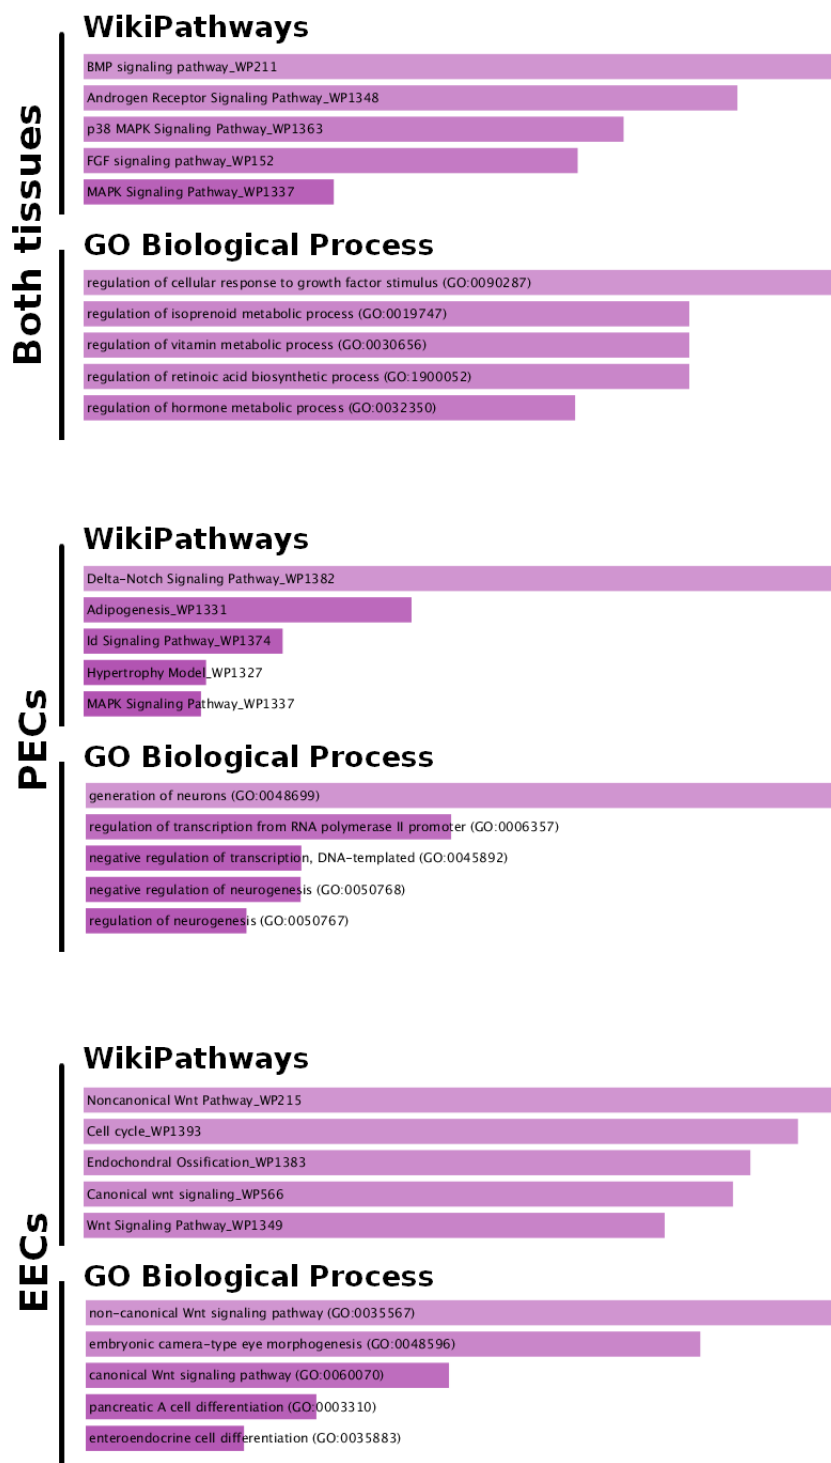 Both tissues
WikiPathways
BMP signaling pathway_WP211
Androgen Receptor Signaling Pathway_WP1348
p38 MAPK Signaling Pathway_WP1363
FGF signaling pathway_WP152
MAPK Signaling Pathway_WP1337
GO Biological Process
regulation of cellular response to growth factor stimulus (GO:0090287)
regulation of isoprenoid metabolic process (GO:0019747)
regulation of vitamin metabolic process (GO:0030656)
regulation of retinoic acid biosynthetic process (GO:1900052)
regulation of hormone metabolic process (GO:0032350)
PECs
WikiPathways
Delta-Notch Signaling Pathway_WP1382
Adipogenesis_WP1331
Id Signaling Pathway_WP1374
Hypertrophy Model_WP1327
MAPK Signaling Pathway_WP1337
GO Biological Process
generation of neurons (GO:0048699)
regulation of transcription from RNA polymerase II promoter (GO:0006357)
negative regulation of transcription, DNA-templated (GO:0045892)
negative regulation of neurogenesis (GO:0050768)
regulation of neurogenesis (GO:0050767)
EECs
WikiPathways
Noncanonical Wnt Pathway_WP215
Cell cycle_WP1393
Endochondral Ossification_WP1383
Canonical wnt signaling_WP566
Wnt Signaling Pathway_WP1349
GO Biological Process
non-canonical Wnt signaling pathway (GO:0035567)
embryonic camera-type eye morphogenesis (GO:0048596)
canonical Wnt signaling pathway (GO:0060070)
pancreatic A cell differentiation (GO:0003310)
enteroendocrine cell differentiation (GO:0035883)